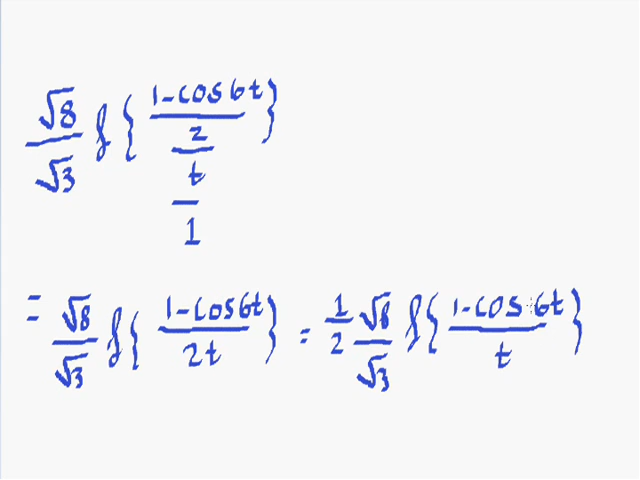 √8/√3 ℒ{ 1-cos6t / 2 / t / 1 }
= √8/√3 ℒ{ 1-cos6t / 2t } = 1/2 √8/√3 ℒ{ 1-cos6t / t }